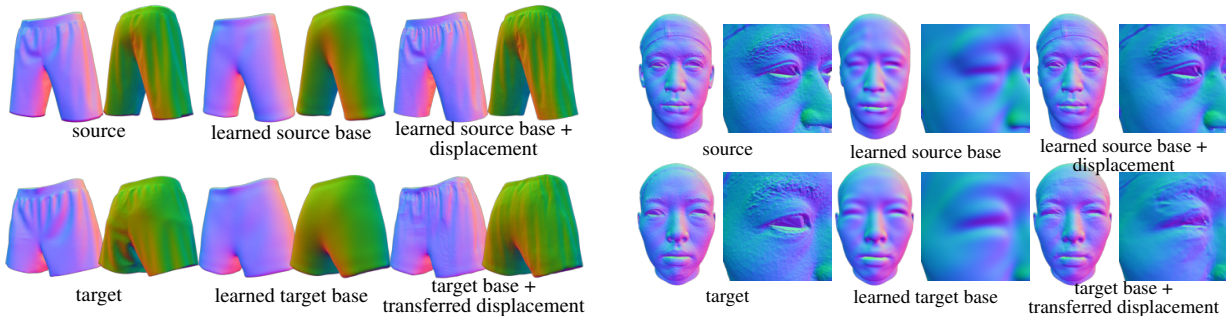 source
learned source base
learned source base +
displacement
target
learned target base
target base +
transferred displacement
source
learned source base
learned source base +
displacement
target
learned target base
target base +
transferred displacement